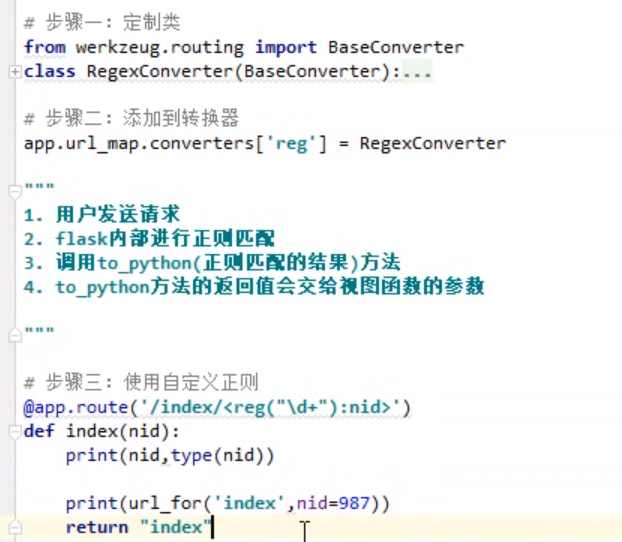 # 步骤一: 定制类
from werkzeug.routing import BaseConverter
class RegexConverter(BaseConverter):...
# 步骤二: 添加到转换器
app.url_map.converters['reg'] = RegexConverter
"""
1. 用户发送请求
2. flask内部进行正则匹配
3. 调用to_python(正则匹配的结果)方法
4. to_python方法的返回值会交给视图函数的参数
"""
# 步骤三: 使用自定义正则
@app.route('/index/<reg("\d+"):nid>')
def index(nid):
    print(nid,type(nid))
    print(url_for('index',nid=987))
    return "index"